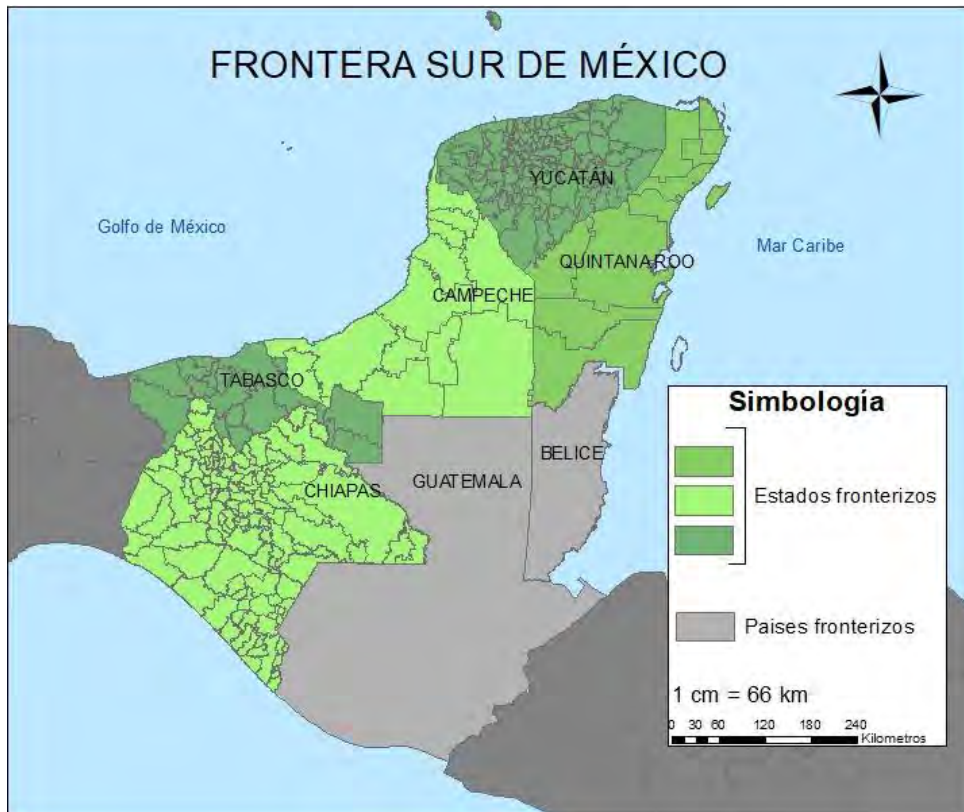 FRONTERA SUR DE MÉXICO
YUCATÁN
Golfo de México
Mar Caribe
QUINTANA ROO
CAMPECHE
TABASCO
Simbología
BELICE
GUATEMALA
CHIAPAS
Estados fronterizos
Paises fronterizos
1 cm = 66 km
0 30 60 120 180 240
Kilometros